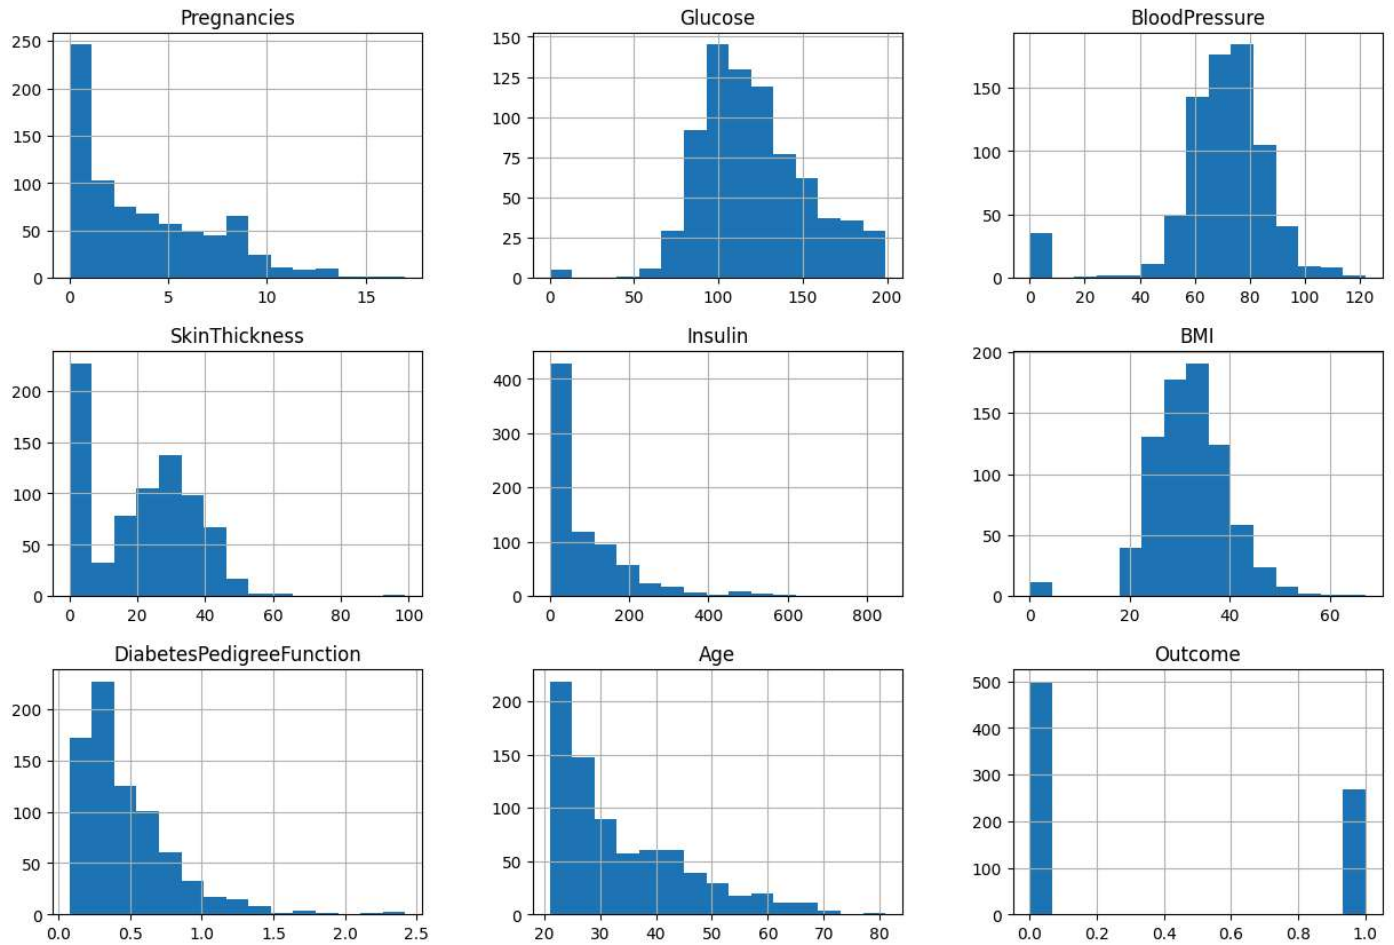 Pregnancies
250
200
150
100
50
0
0 5 10 15
Glucose
150
125
100
75
50
25
0
0 50 100 150 200
BloodPressure
150
100
50
0
0 20 40 60 80 100 120
SkinThickness
200
150
100
50
0
0 20 40 60 80 100
Insulin
400
300
200
100
0
0 200 400 600 800
BMI
200
150
100
50
0
0 20 40 60
DiabetesPedigreeFunction
200
150
100
50
0
0.0 0.5 1.0 1.5 2.0 2.5
Age
200
150
100
50
0
20 30 40 50 60 70 80
Outcome
500
400
300
200
100
0
0.0 0.2 0.4 0.6 0.8 1.0